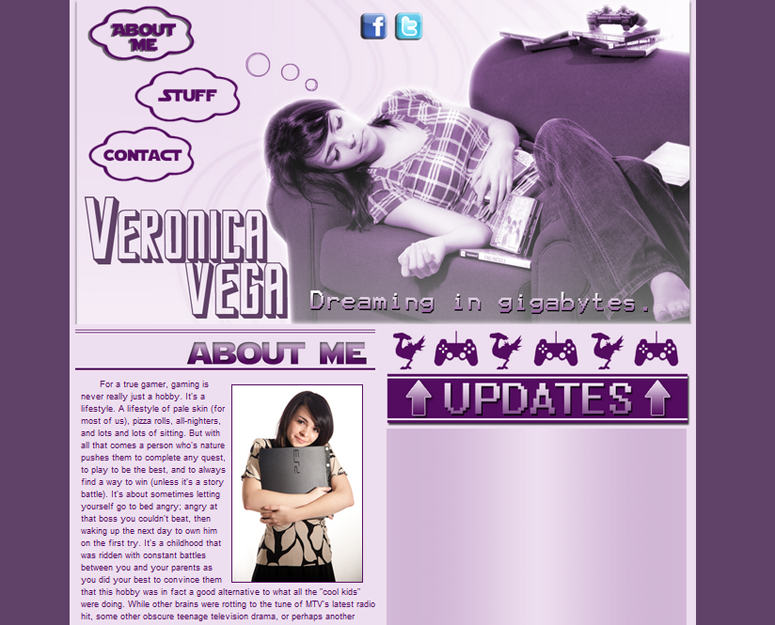 ABOUT
ME
STUFF
CONTACT
VERONICA
VEGA
Dreaming in gigabytes.
ABOUT ME
UPDATES
For a true gamer, gaming is
never really just a hobby. It's a
lifestyle. A lifestyle of pale skin (for
most of us), pizza rolls, all-nighters,
and lots and lots of sitting. But with
all that comes a person who's nature
pushes them to complete any quest,
to play to be the best, and to always
find a way to win (unless it's a story
battle). It's about sometimes letting
yourself go to bed angry; angry at
that boss you couldn't beat, then
waking up the next day to own him
on the first try. It's a childhood that
was ridden with constant battles
between you and your parents as
you did your best to convince them
that this hobby was in fact a good alternative to what all the "cool kids"
were doing. While other brains were rotting to the tune of MTV's latest radio
hit, some other obscure teenage television drama, or perhaps another
PS3